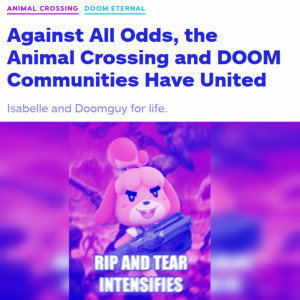 ANIMAL CROSSING DOOM ETERNAL
Against All Odds, the
Animal Crossing and DOOM
Communities Have United
Isabelle and Doomguy for life.
RIP AND TEAR
INTENSIFIES